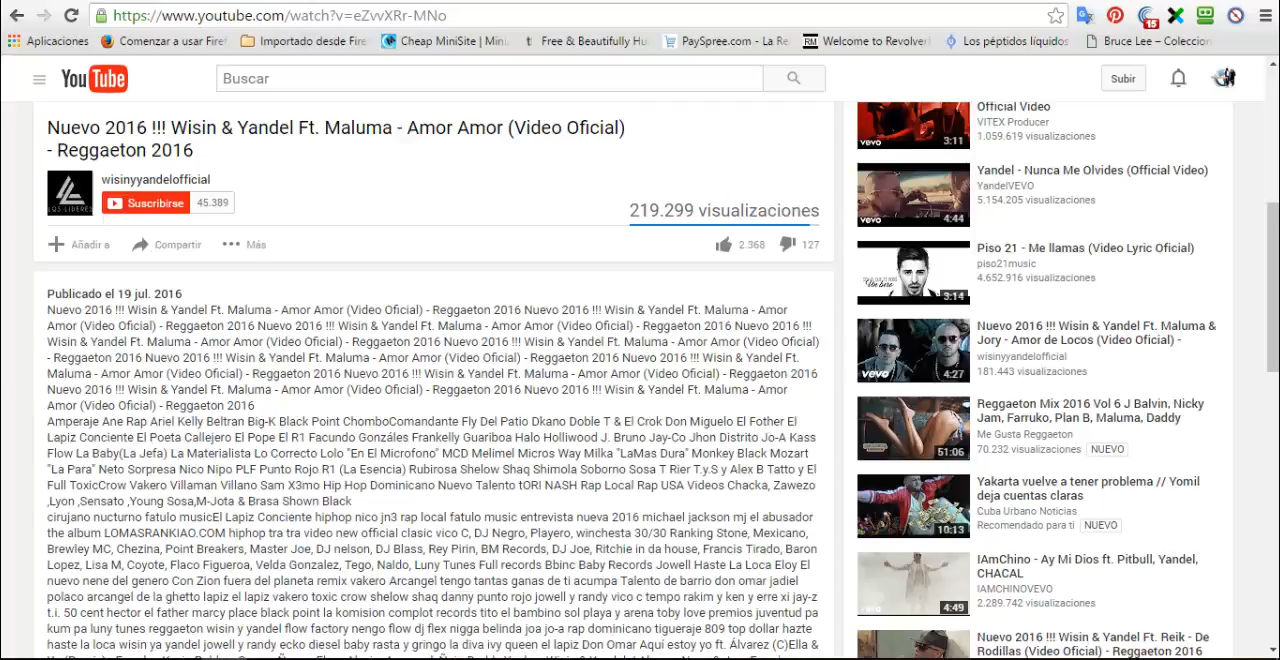 https://www.youtube.com/watch?v=eZvvXRr-MNo
15
Aplicaciones
Comenzar a usar Firef
Importado desde Fire
Cheap MiniSite | Mini
Free & Beautifully Hu
PaySpree.com - La Re
RM Welcome to Revolver
Los péptidos líquidos
Bruce Lee – Coleccion
YouTube
Buscar
Subir
Nuevo 2016 !!! Wisin & Yandel Ft. Maluma - Amor Amor (Video Oficial)
- Reggaeton 2016
LOS LIDERES
wisinyyandelofficial
Suscribirse 45.389
219.299 visualizaciones
Añadir a
Compartir
Más
2.368
127
Publicado el 19 jul. 2016
Nuevo 2016 !!! Wisin & Yandel Ft. Maluma - Amor Amor (Video Oficial) - Reggaeton 2016 Nuevo 2016 !!! Wisin & Yandel Ft. Maluma - Amor
Amor (Video Oficial) - Reggaeton 2016 Nuevo 2016 !!! Wisin & Yandel Ft. Maluma - Amor Amor (Video Oficial) - Reggaeton 2016 Nuevo 2016 !!!
Wisin & Yandel Ft. Maluma - Amor Amor (Video Oficial) - Reggaeton 2016 Nuevo 2016 !!! Wisin & Yandel Ft. Maluma - Amor Amor (Video Oficial)
- Reggaeton 2016 Nuevo 2016 !!! Wisin & Yandel Ft. Maluma - Amor Amor (Video Oficial) - Reggaeton 2016 Nuevo 2016 !!! Wisin & Yandel Ft.
Maluma - Amor Amor (Video Oficial) - Reggaeton 2016 Nuevo 2016 !!! Wisin & Yandel Ft. Maluma - Amor Amor (Video Oficial) - Reggaeton 2016
Nuevo 2016 !!! Wisin & Yandel Ft. Maluma - Amor Amor (Video Oficial) - Reggaeton 2016 Nuevo 2016 !!! Wisin & Yandel Ft. Maluma - Amor
Amor (Video Oficial) - Reggaeton 2016
Amperaje Ane Rap Ariel Kelly Beltran Big-K Black Point ChomboComandante Fly Del Patio Dkano Doble T & El Crok Don Miguelo El Fother El
Lapiz Conciente El Poeta Callejero El Pope El R1 Facundo Gonzáles Frankelly Guariboa Halo Holliwood J. Bruno Jay-Co Jhon Distrito Jo-A Kass
Flow La Baby(La Jefa) La Materialista Lo Correcto Lolo "En El Microfono" MCD Melimel Micros Way Milka "LaMas Dura" Monkey Black Mozart
"La Para" Neto Sorpresa Nico Nipo PLF Punto Rojo R1 (La Esencia) Rubirosa Shelow Shaq Shimola Soborno Sosa T Rier T.y.S y Alex B Tatto y El
Full ToxicCrow Vakero Villaman Villano Sam X3mo Hip Hop Dominicano Nuevo Talento tORI NASH Rap Local Rap USA Videos Chacka, Zawezo
,Lyon ,Sensato ,Young Sosa,M-Jota & Brasa Shown Black
cirujano nucturno fatulo musicEl Lapiz Conciente hiphop nico jn3 rap local fatulo music entrevista nueva 2016 michael jackson mj el abusador
the album LOMASRANKIAO.COM hiphop tra tra video new official clasic vico C, DJ Negro, Playero, winchesta 30/30 Ranking Stone, Mexicano,
Brewley MC, Chezina, Point Breakers, Master Joe, DJ nelson, DJ Blass, Rey Pirin, BM Records, DJ Joe, Ritchie in da house, Francis Tirado, Baron
Lopez, Lisa M, Coyote, Flaco Figueroa, Velda Gonzalez, Tego, Naldo, Luny Tunes Full records Bbinc Baby Records Jowell Haste La Loca Eloy El
nuevo nene del genero Con Zion fuera del planeta(remix vakero Arcangel tengo tantas ganas de ti acumpa Talento de barrio don omar jadiel
polaco arcangel de la ghetto lapiz el lapiz vakero toxic crow shelow shaq danny punto rojo jowell y randy vico c tempo rakim y ken y erre xi jay-z
t.i. 50 cent hector el father marcy place black point la konsision complot records tito el bambino sol playa y arena toby love premios juventud pa
kum pa luny tunes reggaeton wisin y yandel flow factory nengo flow dj flex nigga belinda joa jo-a rap dominicano tigueraje 809 top dollar hazte
haste la loca wisin ya yandel jowell y randy ecko diesel baby rasta y gringo la diva ivy queen el lapiz Don Omar Aquí estoy yo ft. Álvarez (C)Ella &
Official Video
VITEX Producer
1.059.619 visualizaciones
vevo 3:11
Yandel - Nunca Me Olvides (Official Video)
YandelVEVO
5.154.205 visualizaciones
vevo 4:44
Piso 21 - Me llamas (Video Lyric Oficial)
piso21music
4.652.916 visualizaciones
3:14
Nuevo 2016 !!! Wisin & Yandel Ft. Maluma &
Jory - Amor de Locos (Video Oficial) -
wisinyyandelofficial
181.443 visualizaciones
vevo 4:27
Reggaeton Mix 2016 Vol 6 J Balvin, Nicky
Jam, Farruko, Plan B, Maluma, Daddy
Me Gusta Reggaeton
70.232 visualizaciones NUEVO
51:06
Yakarta vuelve a tener problema // Yomil
deja cuentas claras
Cuba Urbano Noticias
Recomendado para ti NUEVO
10:13
IAmChino - Ay Mi Dios ft. Pitbull, Yandel,
CHACAL
IAMCHINOVEVO
2.289.742 visualizaciones
vevo 4:49
Nuevo 2016 !!! Wisin & Yandel Ft. Reik - De
Rodillas (Video Oficial) - Reggaeton 2016